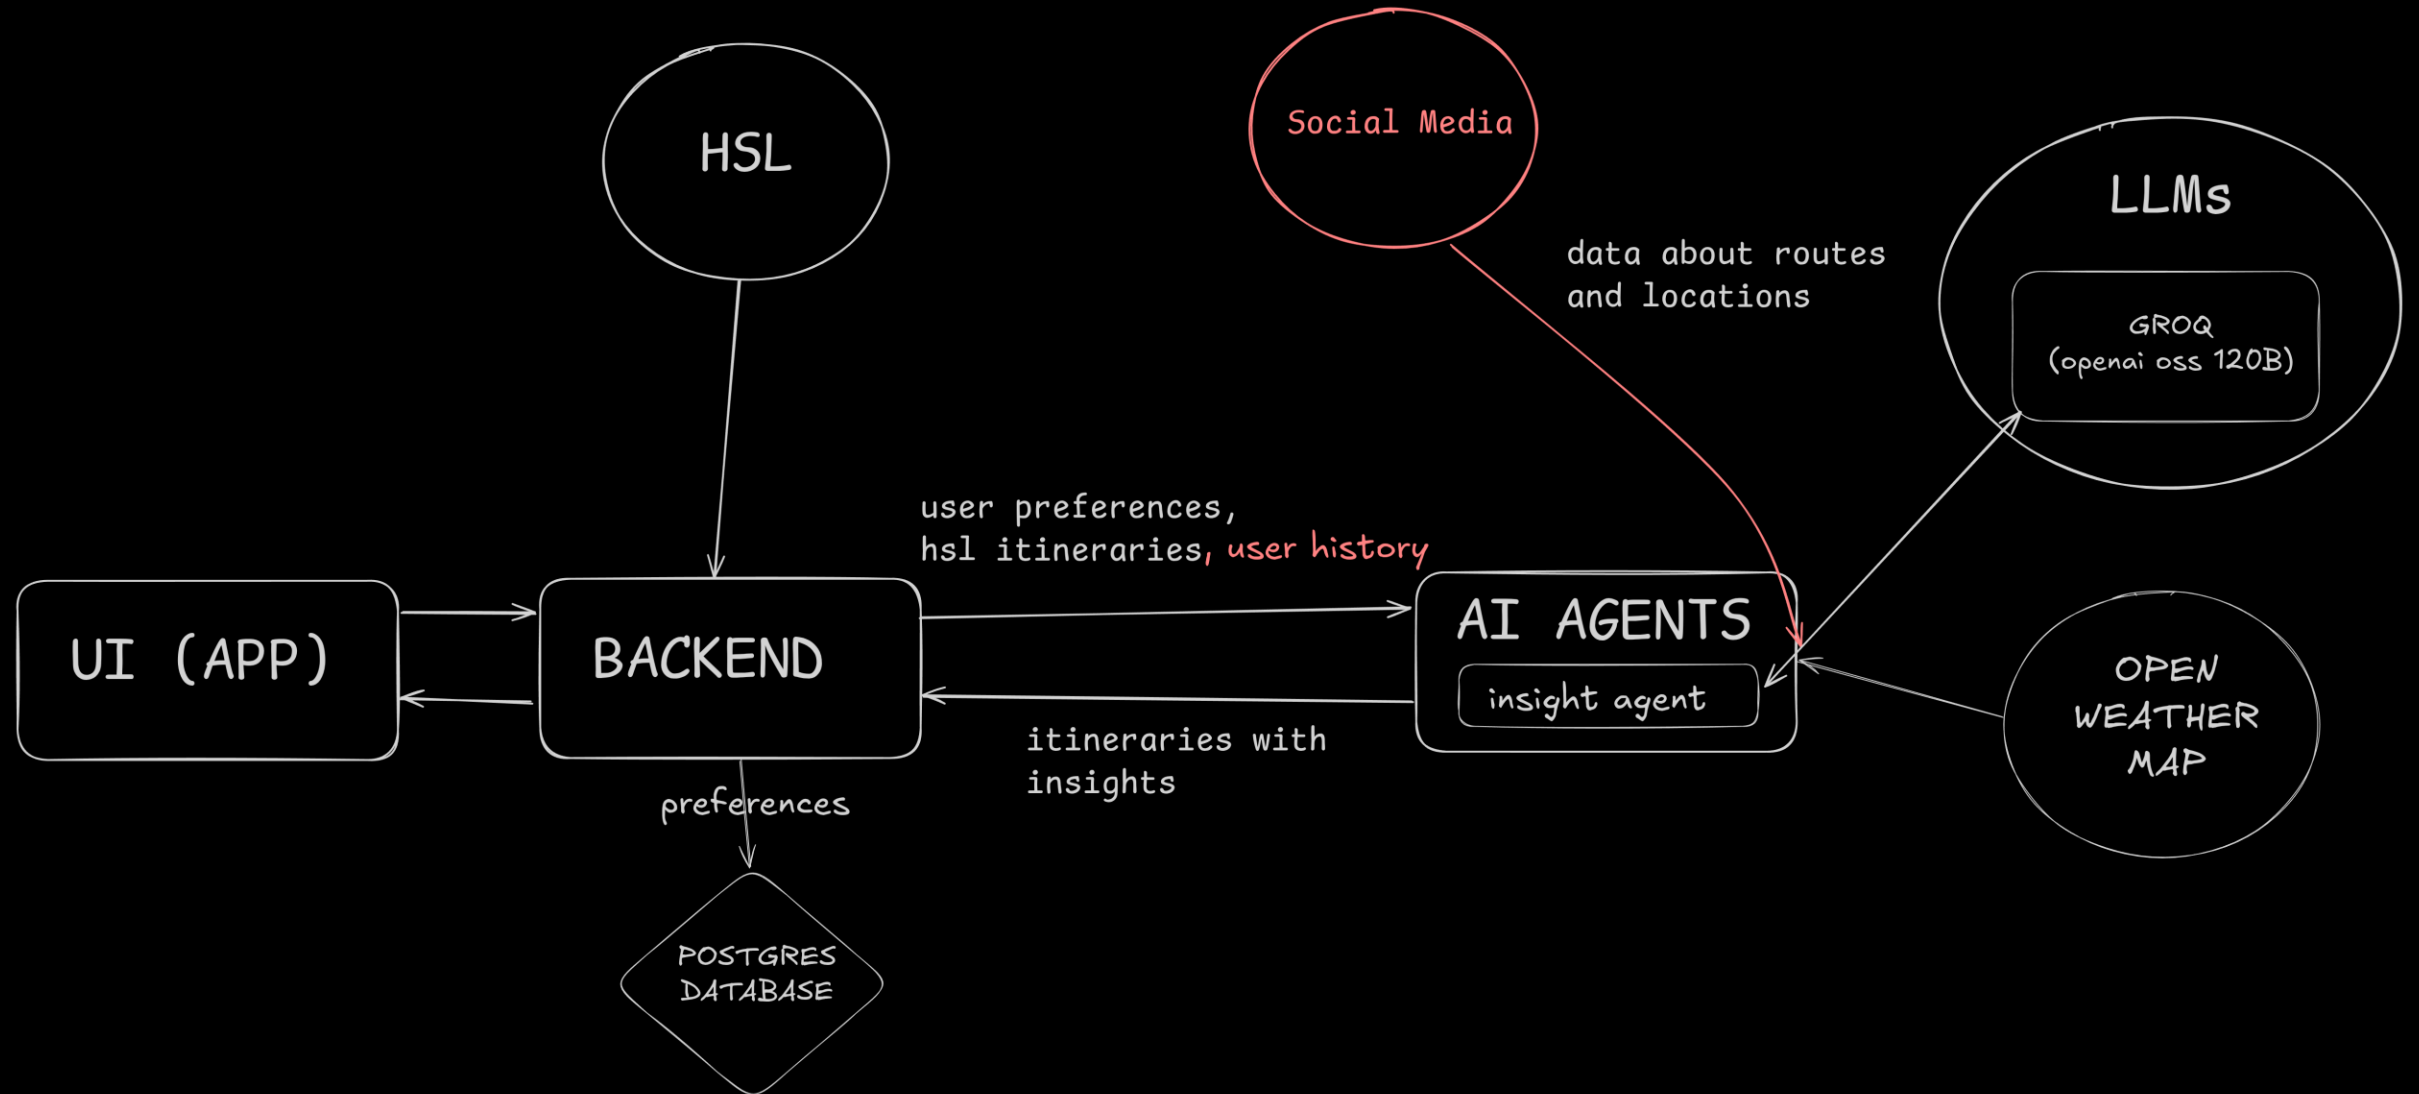 HSL
Social Media
LLMs
data about routes
and locations
GROQ
(openai oss 120B)
user preferences,
hsl itineraries, user history
UI (APP)
BACKEND
AI AGENTS
insight agent
OPEN
WEATHER
MAP
itineraries with
insights
preferences
POSTGRES
DATABASE